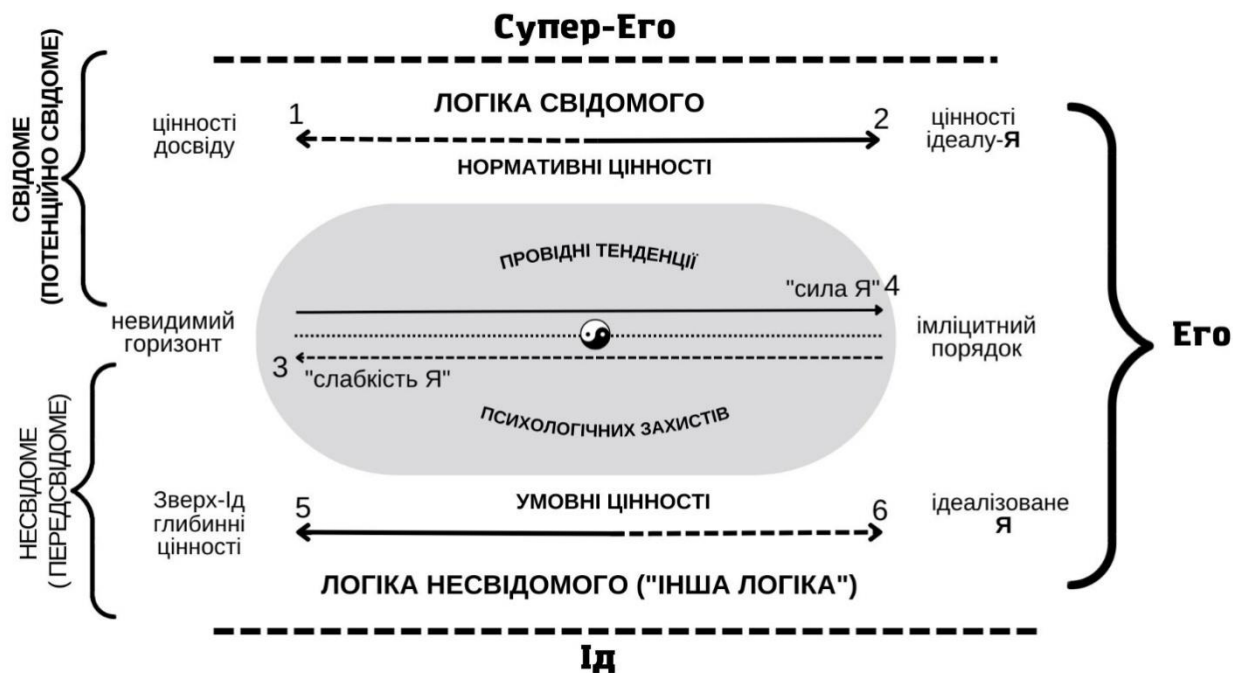 Супер-Его
СВІДОМЕ
(ПОТЕНЦІЙНО СВІДОМЕ)
ЛОГІКА СВІДОМОГО
цінності
досвіду
1
2
цінності
ідеалу-Я
НОРМАТИВНІ ЦІННОСТІ
ПРОВІДНІ ТЕНДЕНЦІЇ
"сила Я" 4
невидимий
горизонт
імліцитний
порядок
Его
3 "слабкість Я"
ПСИХОЛОГІЧНИХ ЗАХИСТІВ
НЕСВІДОМЕ
( ПЕРЕДСВІДОМЕ)
Зверх-Ід
глибинні
цінності
5
УМОВНІ ЦІННОСТІ
6
ідеалізоване
Я
ЛОГІКА НЕСВІДОМОГО ("ІНША ЛОГІКА")
Ід